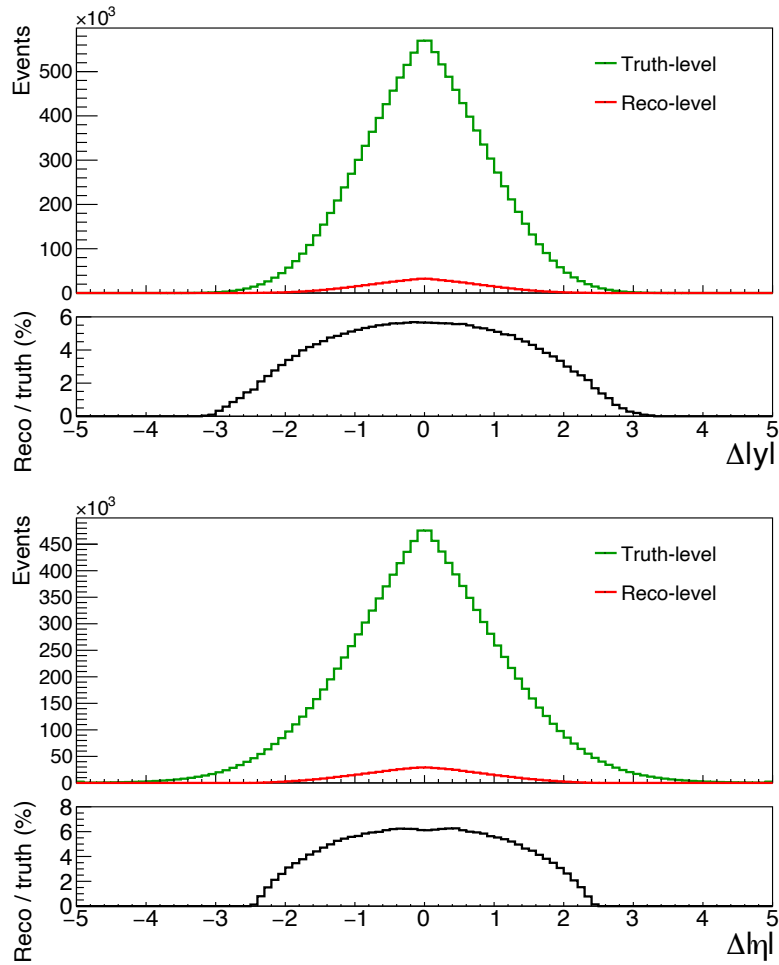 ×10³
Events
500
400
300
200
100
0
Truth-level
Reco-level
Reco / truth (%)
6
4
2
0
−5 −4 −3 −2 −1 0 1 2 3 4 5
Δ|y|
×10³
Events
450
400
350
300
250
200
150
100
50
0
Truth-level
Reco-level
Reco / truth (%)
8
6
4
2
0
−5 −4 −3 −2 −1 0 1 2 3 4 5
Δ|η|